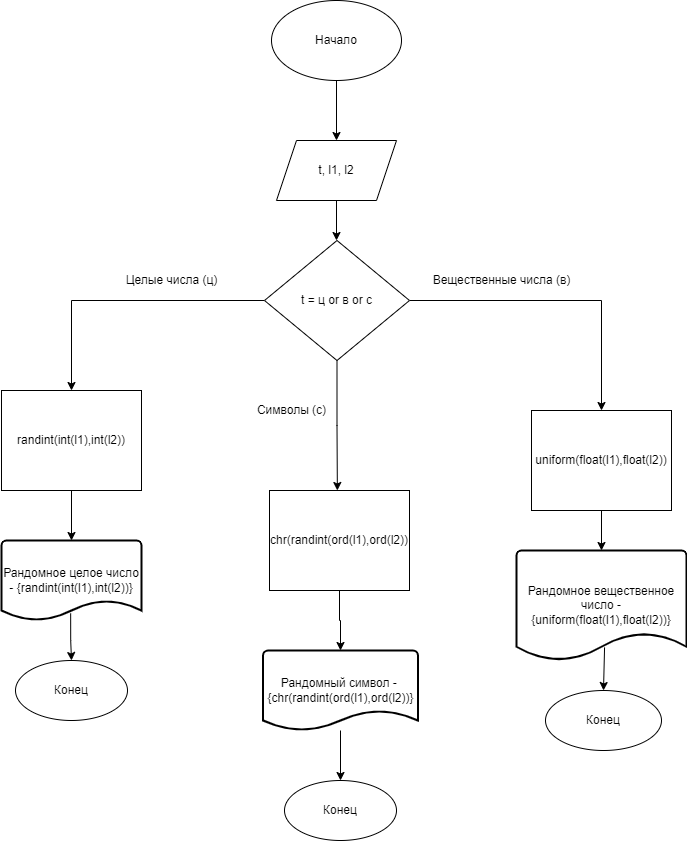 Начало
t, l1, l2
t = ц or в or с
Целые числа (ц)
Вещественные числа (в)
Символы (с)
randint(int(l1),int(l2))
uniform(float(l1),float(l2))
chr(randint(ord(l1),ord(l2))
Рандомное целое число
- {randint(int(l1),int(l2))}
Рандомное вещественное
число -
{uniform(float(l1),float(l2))}
Рандомный символ -
{chr(randint(ord(l1),ord(l2))}
Конец
Конец
Конец